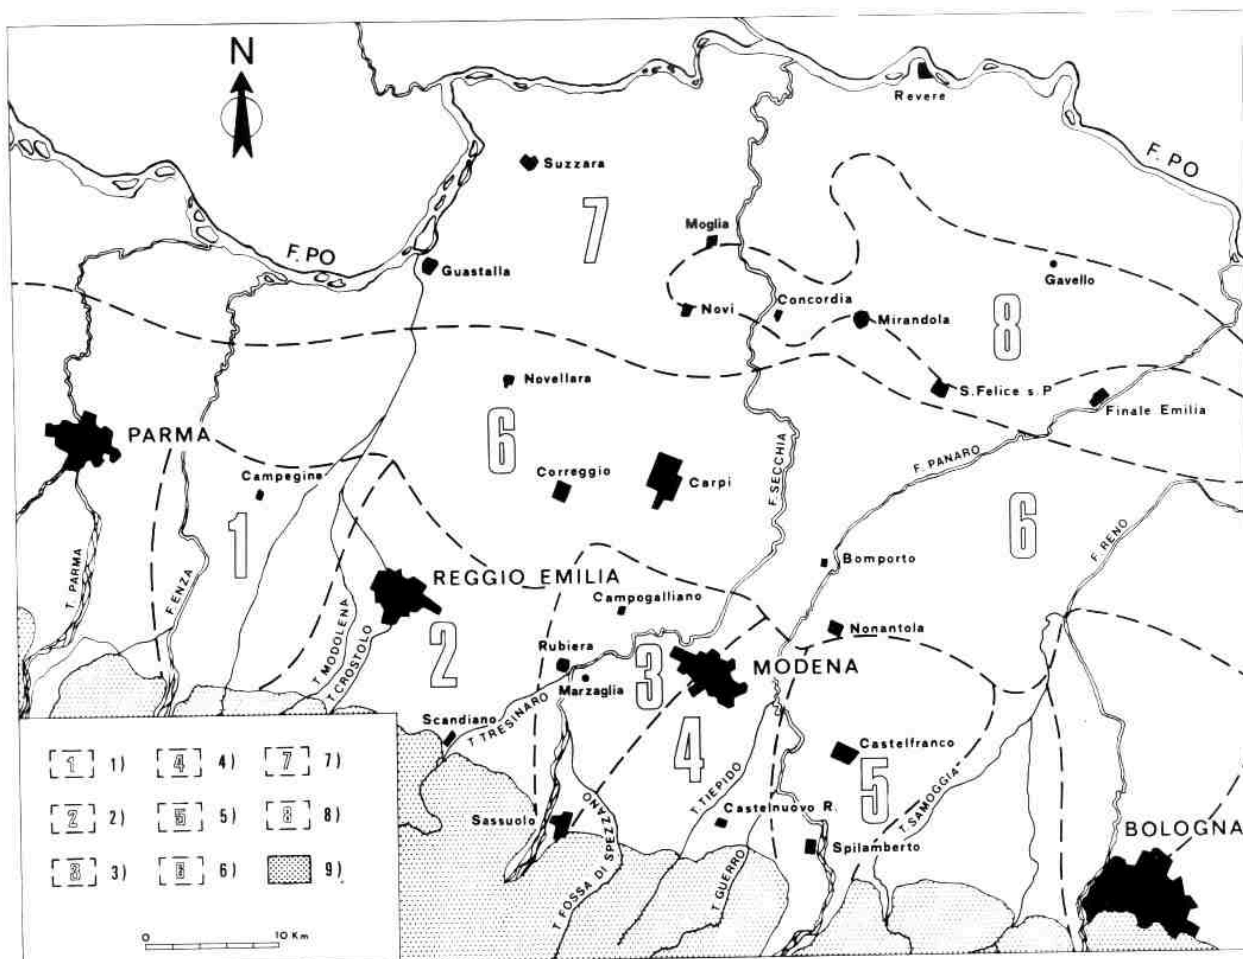 N
Revere
F. PO
Suzzara
7
Moglia
F. PO
Guastalla
Gavello
Novi
Concordia
Mirandola
8
Novellara
S.Felice s.P
Finale Emilia
PARMA
6
F. SECCHIA
F. PANARO
Campegine
Correggio
Carpi
1
6
F. RENO
T. PARMA
F. ENZA
Bomporto
REGGIO EMILIA
Campogalliano
T. MODOLENA
T. CROSTOLO
2
Nonantola
Rubiera
3
MODENA
Marzaglia
T. TRESINARO
Scandiano
4
Castelfranco
5
T. TIEPIDO
T. SAMOGGIA
Sassuolo
T. FOSSA DI SPEZZANO
Castelnuovo R.
T. GUERRO
Spilamberto
BOLOGNA
1 1) 4 4) 7 7)
2 2) 5 5) 8 8)
3 3) 6) 9)
0 10 Km